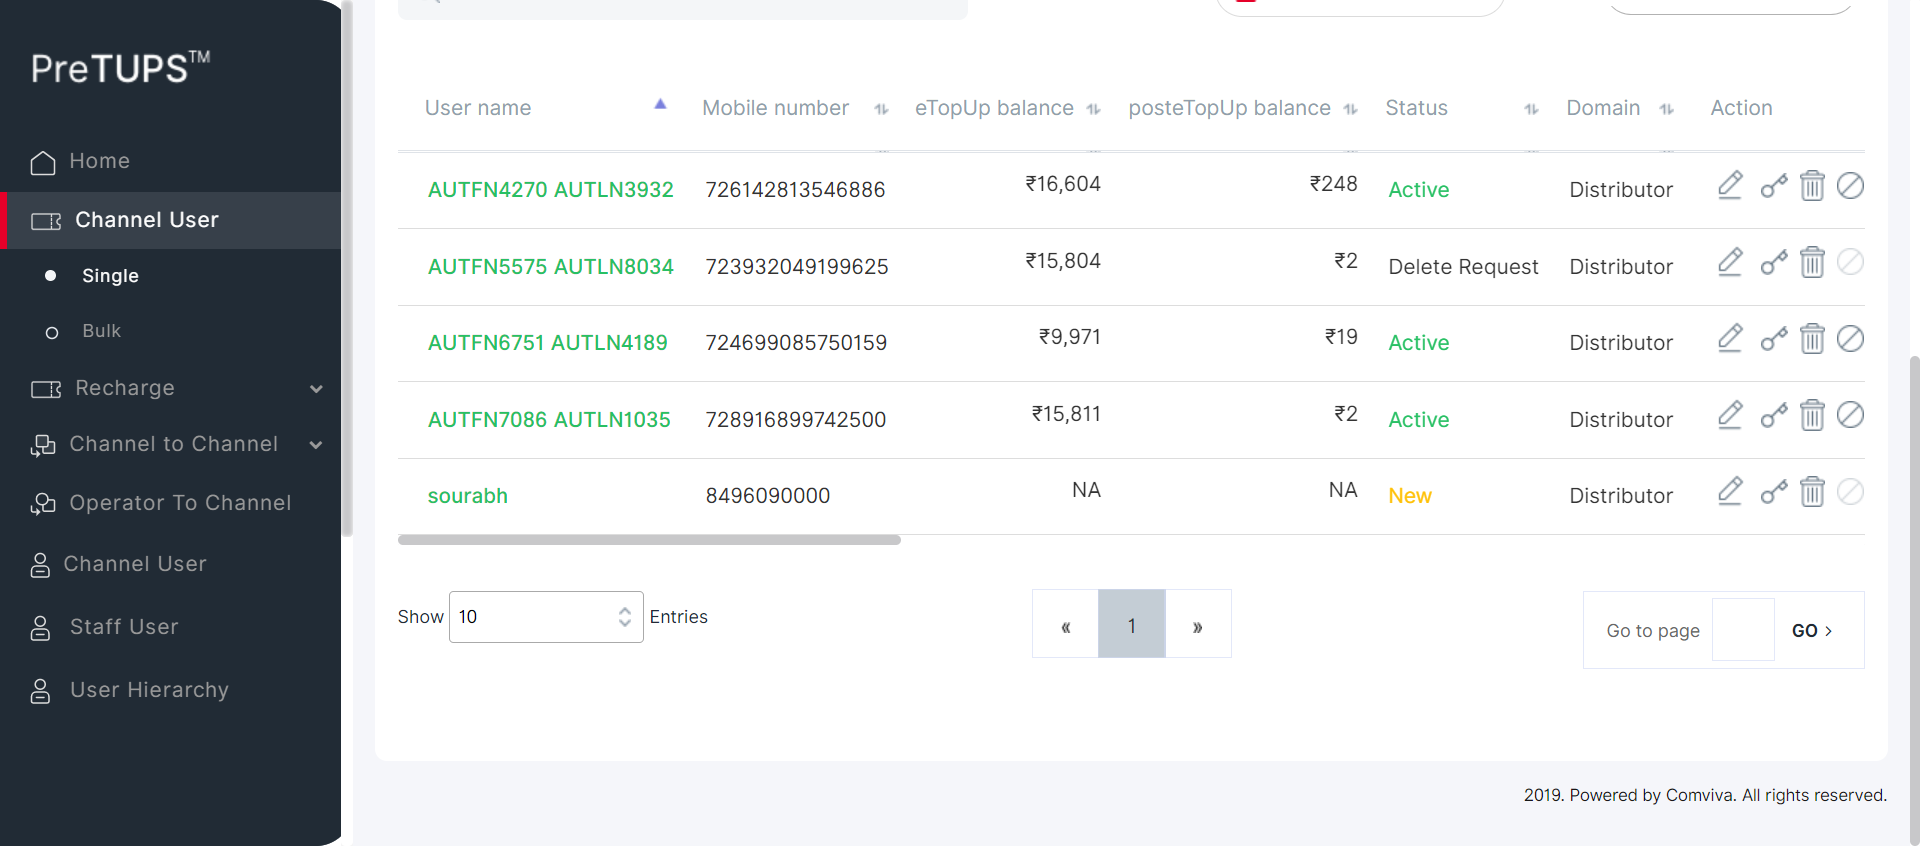 PreTUPS™
Home
Channel User
Single
Bulk
Recharge
Channel to Channel
Operator To Channel
Channel User
Staff User
User Hierarchy
User name Mobile number eTopUp balance posteTopUp balance Status Domain Action
AUTFN4270 AUTLN3932 726142813546886 ₹16,604 ₹248 Active Distributor
AUTFN5575 AUTLN8034 723932049199625 ₹15,804 ₹2 Delete Request Distributor
AUTFN6751 AUTLN4189 724699085750159 ₹9,971 ₹19 Active Distributor
AUTFN7086 AUTLN1035 728916899742500 ₹15,811 ₹2 Active Distributor
sourabh 8496090000 NA NA New Distributor
Show 10 Entries « 1 » Go to page GO ›
2019. Powered by Comviva. All rights reserved.